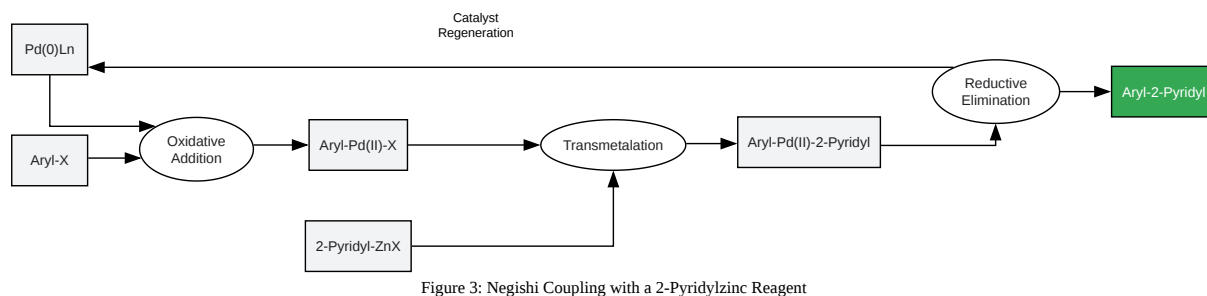 Catalyst
Regeneration
Pd(0)Ln
Reductive
Elimination
Aryl-2-Pyridyl
Oxidative
Addition
Aryl-X
Aryl-Pd(II)-X
Transmetalation
Aryl-Pd(II)-2-Pyridyl
2-Pyridyl-ZnX
Figure 3: Negishi Coupling with a 2-Pyridylzinc Reagent